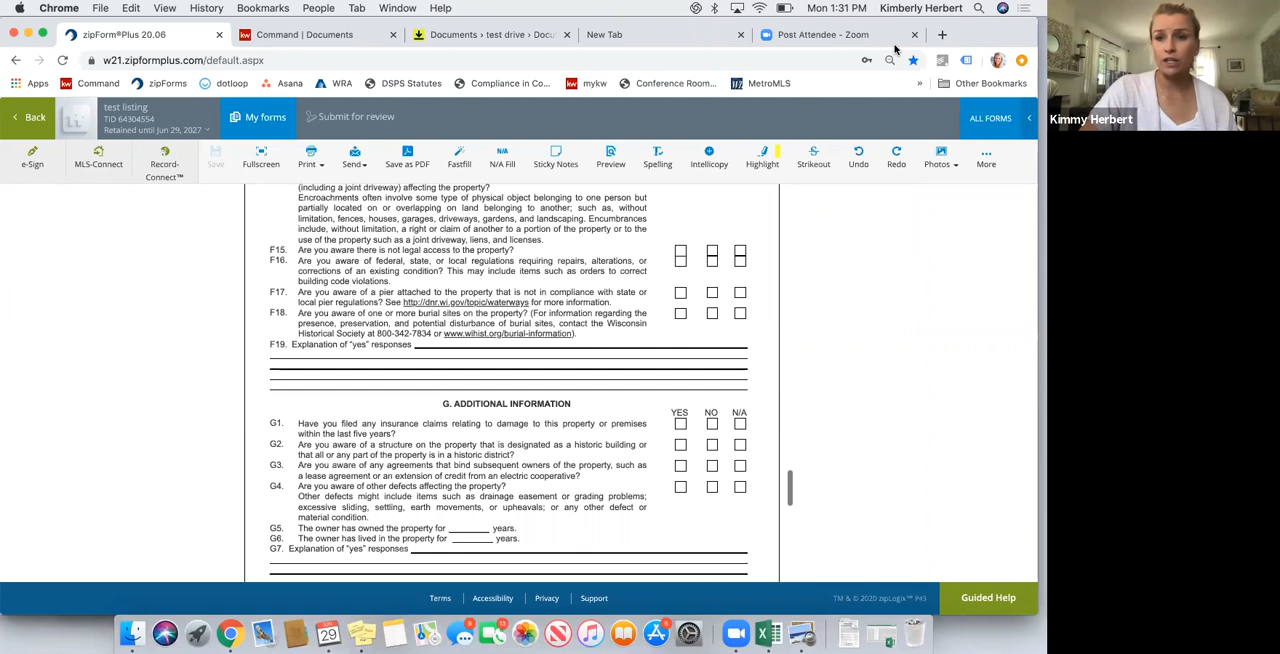 Chrome File Edit View History Bookmarks People Tab Window Help Mon 1:31 PM Kimberly Herbert
zipForm®Plus 20.06 Command | Documents Documents › test drive › Docu New Tab Post Attendee - Zoom
w21.zipformplus.com/default.aspx
Apps Command zipForms dotloop Asana WRA DSPS Statutes Compliance in Co... mykw Conference Room... MetroMLS » Other Bookmarks
Kimmy Herbert
Back
test listing
TID 64304554
Retained until Jun 29, 2027
My forms Submit for review ALL FORMS
e-Sign MLS-Connect Record-Connect™ Save Fullscreen Print Send Save as PDF Fastfill N/A N/A Fill Sticky Notes Preview Spelling Intellicopy Highlight Strikeout Undo Redo Photos More
(including a joint driveway) affecting the property?
Encroachments often involve some type of physical object belonging to one person but
partially located on or overlapping on land belonging to another; such as, without
limitation, fences, houses, garages, driveways, gardens, and landscaping. Encumbrances
include, without limitation, a right or claim of another to a portion of the property or to the
use of the property such as a joint driveway, liens, and licenses.
F15. Are you aware there is not legal access to the property?
F16. Are you aware of federal, state, or local regulations requiring repairs, alterations, or
corrections of an existing condition? This may include items such as orders to correct
building code violations.
F17. Are you aware of a pier attached to the property that is not in compliance with state or
local pier regulations? See http://dnr.wi.gov/topic/waterways for more information.
F18. Are you aware of one or more burial sites on the property? (For information regarding the
presence, preservation, and potential disturbance of burial sites, contact the Wisconsin
Historical Society at 800-342-7834 or www.wihist.org/burial-information).
F19. Explanation of "yes" responses
G. ADDITIONAL INFORMATION
YES NO N/A
G1. Have you filed any insurance claims relating to damage to this property or premises
within the last five years?
G2. Are you aware of a structure on the property that is designated as a historic building or
that all or any part of the property is in a historic district?
G3. Are you aware of any agreements that bind subsequent owners of the property, such as
a lease agreement or an extension of credit from an electric cooperative?
G4. Are you aware of other defects affecting the property?
Other defects might include items such as drainage easement or grading problems;
excessive sliding, settling, earth movements, or upheavals; or any other defect or
material condition.
G5. The owner has owned the property for ________ years.
G6. The owner has lived in the property for ________ years.
G7. Explanation of "yes" responses
Terms Accessibility Privacy Support TM & © 2020 zipLogix™ P45 Guided Help